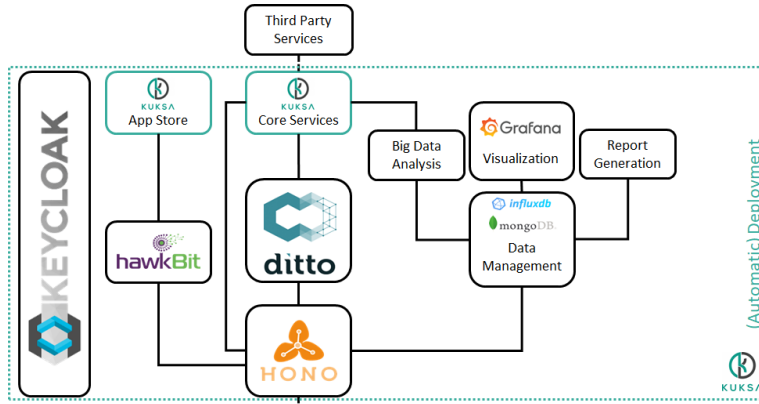 Third Party
Services
KEYCLOAK
KUKSA
App Store
KUKSA
Core Services
Big Data
Analysis
Grafana
Visualization
Report
Generation
hawkBit
ditto
influxdb
mongoDB.
Data
Management
HONO
(Automatic) Deployment
KUKSA